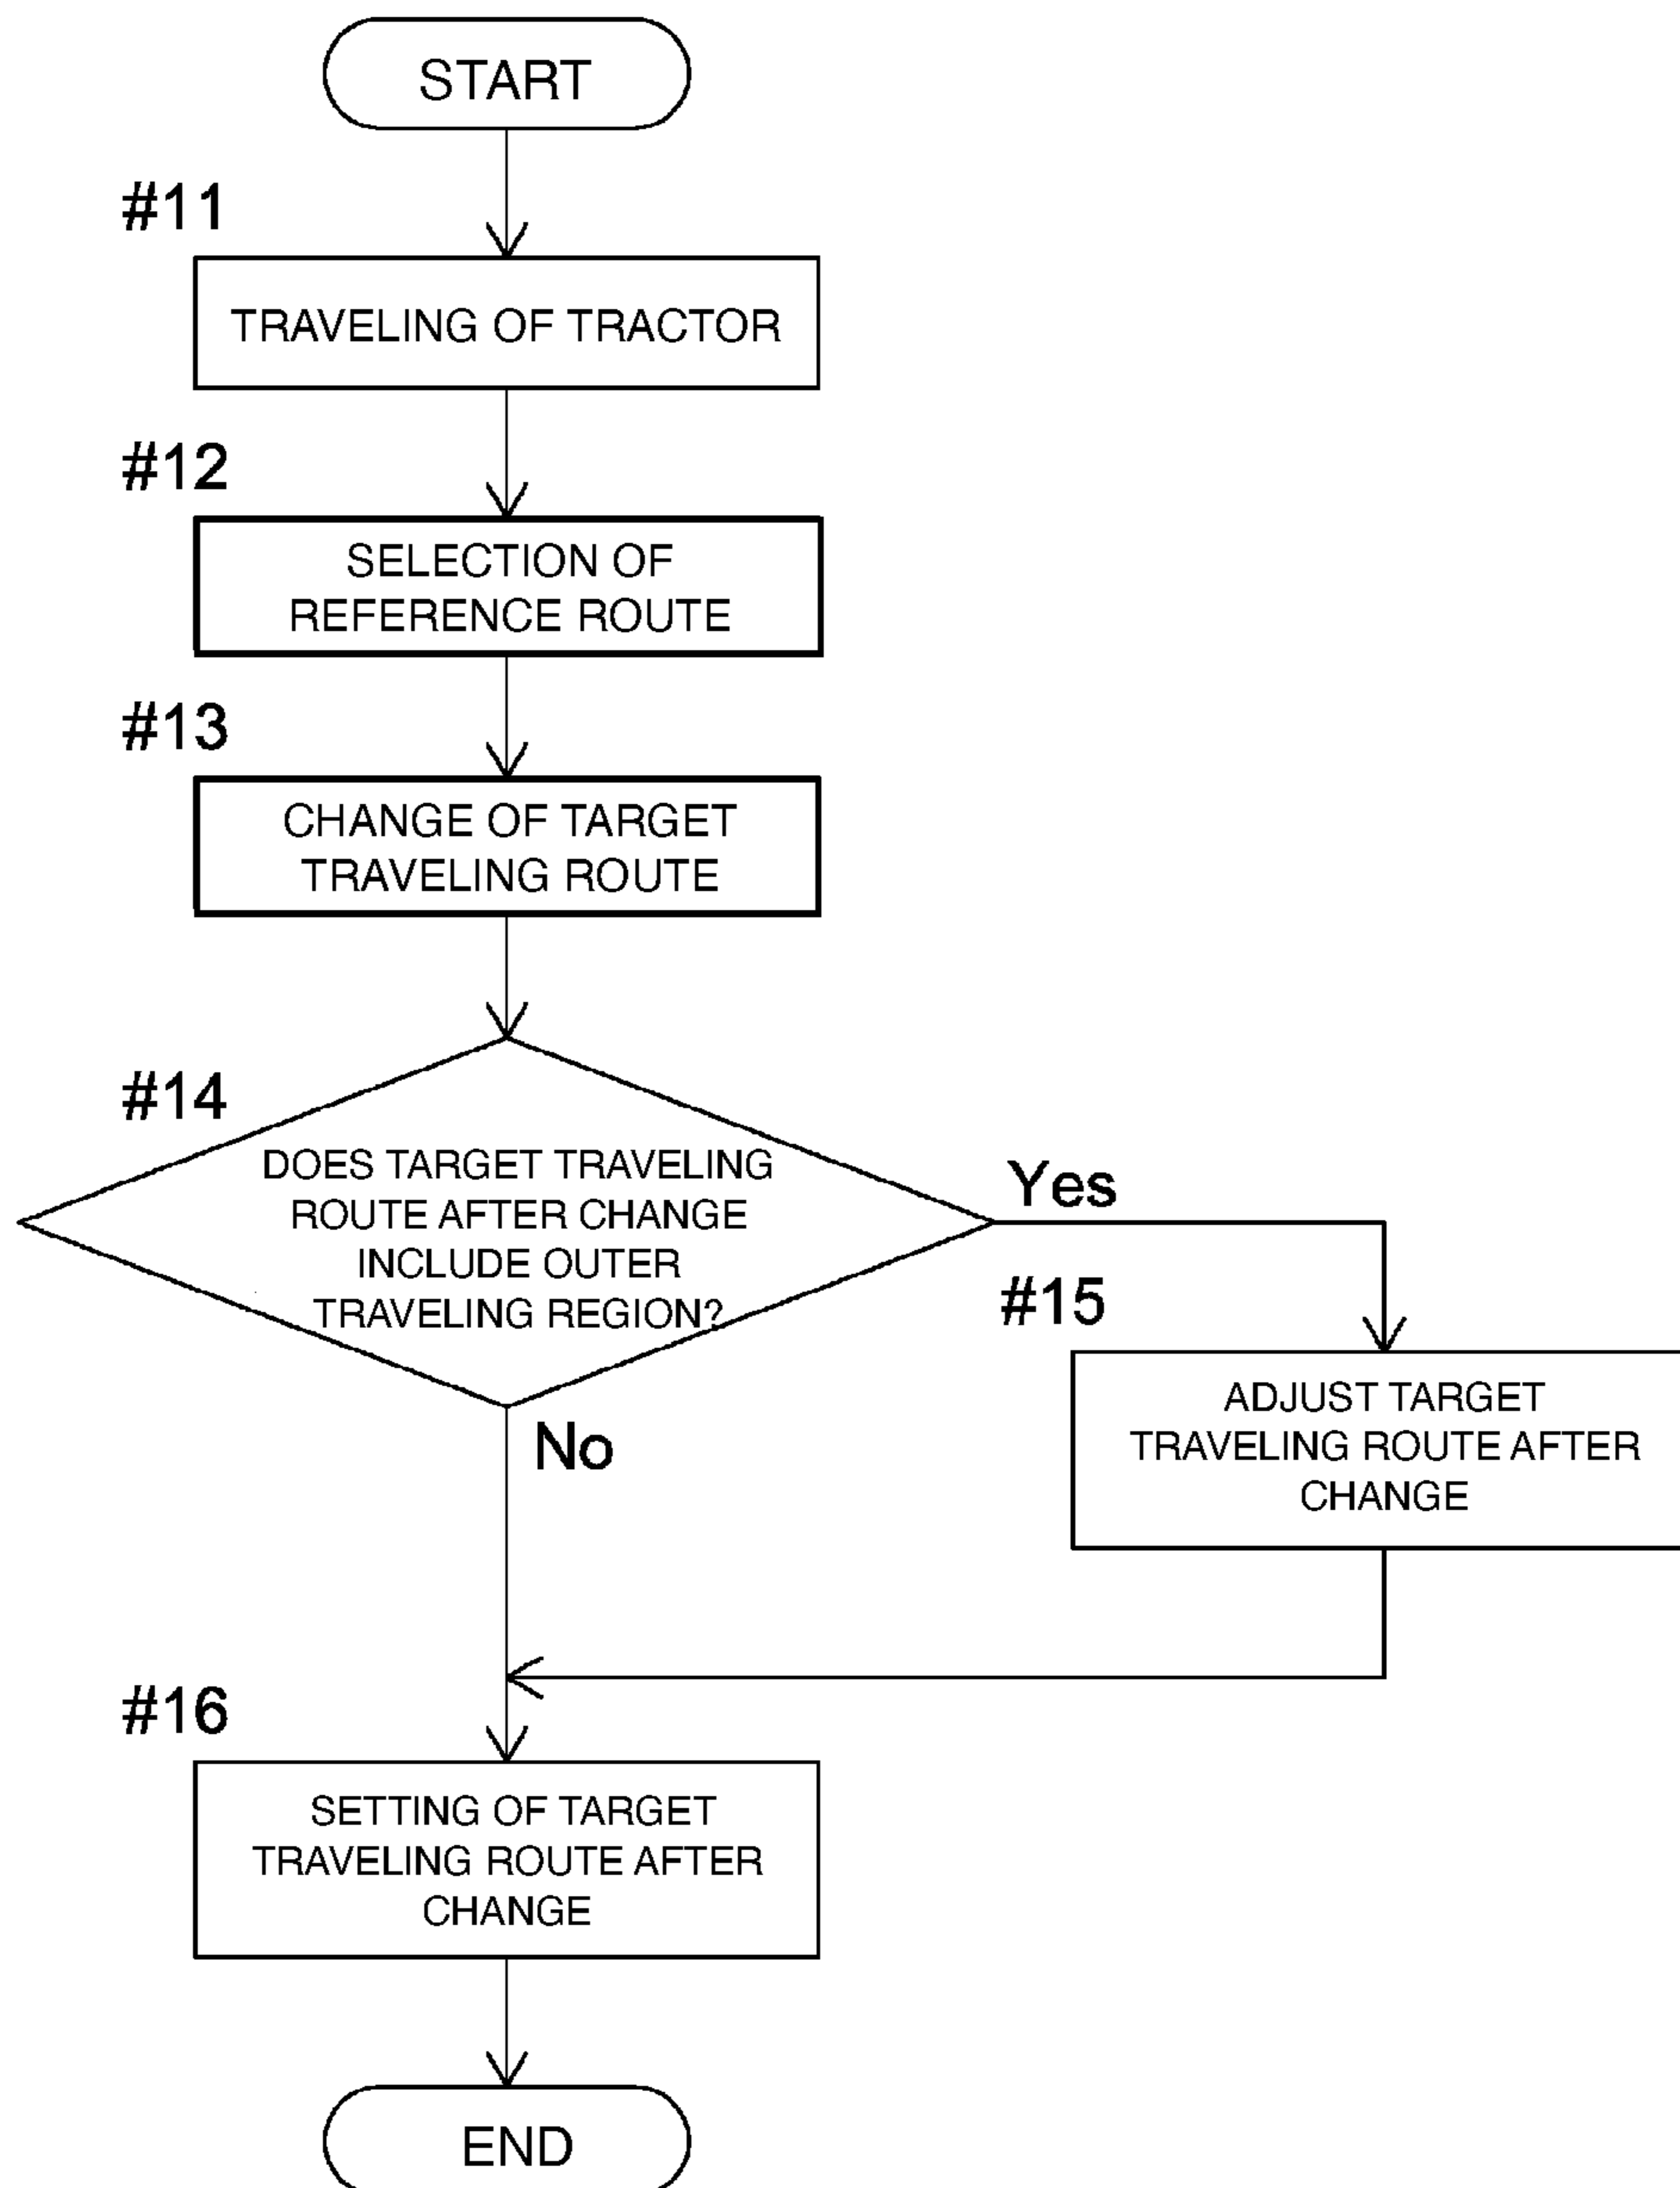 START
#11
TRAVELING OF TRACTOR
#12
SELECTION OF
REFERENCE ROUTE
#13
CHANGE OF TARGET
TRAVELING ROUTE
#14
DOES TARGET TRAVELING
ROUTE AFTER CHANGE
INCLUDE OUTER
TRAVELING REGION?
Yes
#15
ADJUST TARGET
TRAVELING ROUTE AFTER
CHANGE
No
#16
SETTING OF TARGET
TRAVELING ROUTE AFTER
CHANGE
END